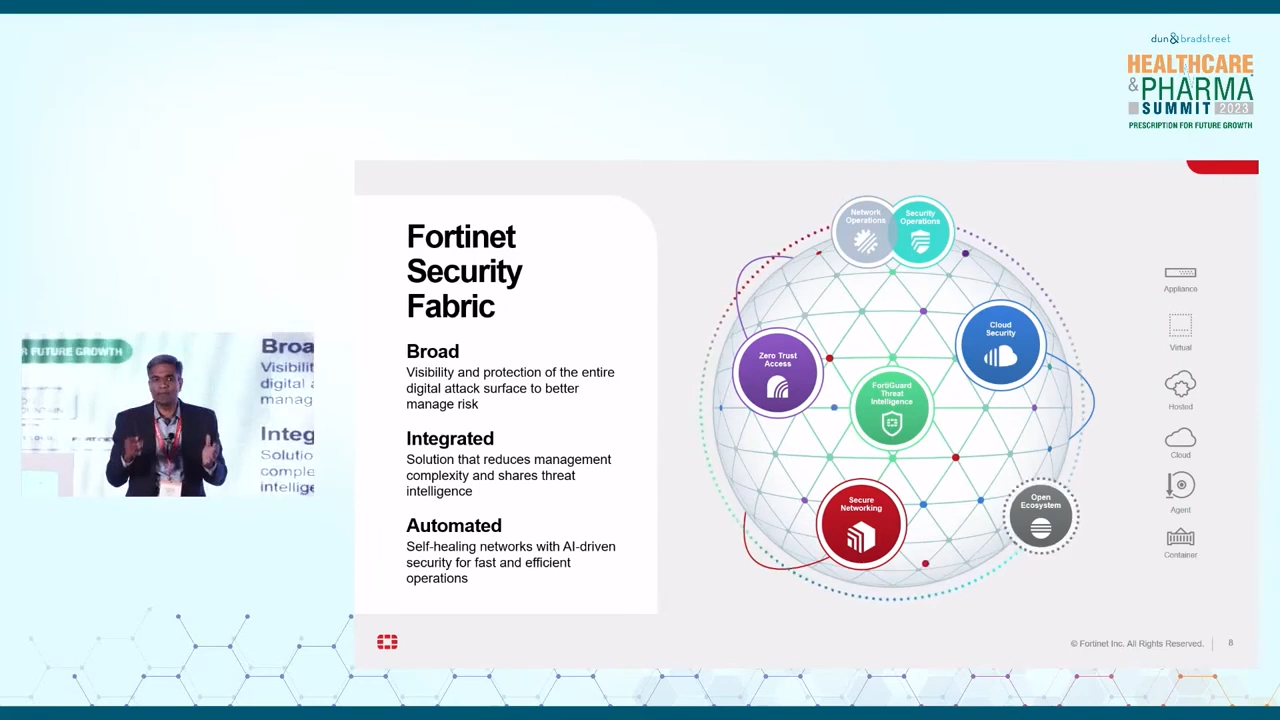 dun&bradstreet
HEALTHCARE
& PHARMA
SUMMIT 2023
PRESCRIPTION FOR FUTURE GROWTH
Fortinet
Security
Fabric
Broad
Visibility and protection of the entire
digital attack surface to better
manage risk
Integrated
Solution that reduces management
complexity and shares threat
intelligence
Automated
Self-healing networks with AI-driven
security for fast and efficient
operations
Network
Operations
Security
Operations
Zero Trust
Access
Cloud
Security
FortiGuard
Threat
Intelligence
Secure
Networking
Open
Ecosystem
Appliance
Virtual
Hosted
Cloud
Agent
Container
© Fortinet Inc. All Rights Reserved.
8
R FUTURE GROWTH
Broa
Visibilit
digital a
manag
Integ
Solutio
comple
intellige